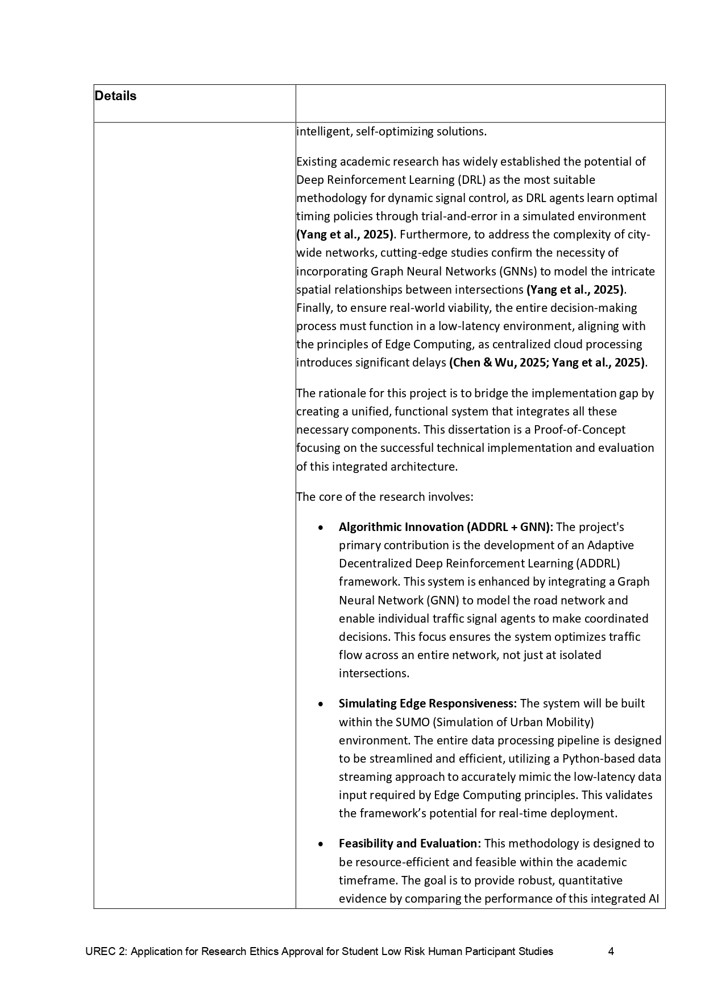 Details
intelligent, self-optimizing solutions.
Existing academic research has widely established the potential of
Deep Reinforcement Learning (DRL) as the most suitable
methodology for dynamic signal control, as DRL agents learn optimal
timing policies through trial-and-error in a simulated environment
(Yang et al., 2025). Furthermore, to address the complexity of city-
wide networks, cutting-edge studies confirm the necessity of
incorporating Graph Neural Networks (GNNs) to model the intricate
spatial relationships between intersections (Yang et al., 2025).
Finally, to ensure real-world viability, the entire decision-making
process must function in a low-latency environment, aligning with
the principles of Edge Computing, as centralized cloud processing
introduces significant delays (Chen & Wu, 2025; Yang et al., 2025).
The rationale for this project is to bridge the implementation gap by
creating a unified, functional system that integrates all these
necessary components. This dissertation is a Proof-of-Concept
focusing on the successful technical implementation and evaluation
of this integrated architecture.
The core of the research involves:
• Algorithmic Innovation (ADDRL + GNN): The project's
primary contribution is the development of an Adaptive
Decentralized Deep Reinforcement Learning (ADDRL)
framework. This system is enhanced by integrating a Graph
Neural Network (GNN) to model the road network and
enable individual traffic signal agents to make coordinated
decisions. This focus ensures the system optimizes traffic
flow across an entire network, not just at isolated
intersections.
• Simulating Edge Responsiveness: The system will be built
within the SUMO (Simulation of Urban Mobility)
environment. The entire data processing pipeline is designed
to be streamlined and efficient, utilizing a Python-based data
streaming approach to accurately mimic the low-latency data
input required by Edge Computing principles. This validates
the framework’s potential for real-time deployment.
• Feasibility and Evaluation: This methodology is designed to
be resource-efficient and feasible within the academic
timeframe. The goal is to provide robust, quantitative
evidence by comparing the performance of this integrated AI
UREC 2: Application for Research Ethics Approval for Student Low Risk Human Participant Studies 4